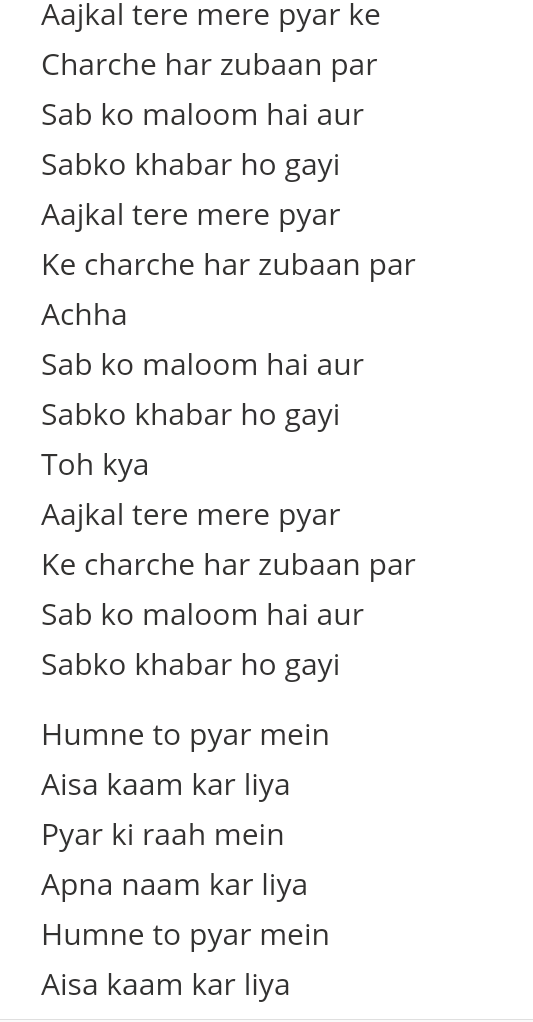 Aajkal tere mere pyar ke
Charche har zubaan par
Sab ko maloom hai aur
Sabko khabar ho gayi
Aajkal tere mere pyar
Ke charche har zubaan par
Achha
Sab ko maloom hai aur
Sabko khabar ho gayi
Toh kya
Aajkal tere mere pyar
Ke charche har zubaan par
Sab ko maloom hai aur
Sabko khabar ho gayi
Humne to pyar mein
Aisa kaam kar liya
Pyar ki raah mein
Apna naam kar liya
Humne to pyar mein
Aisa kaam kar liya